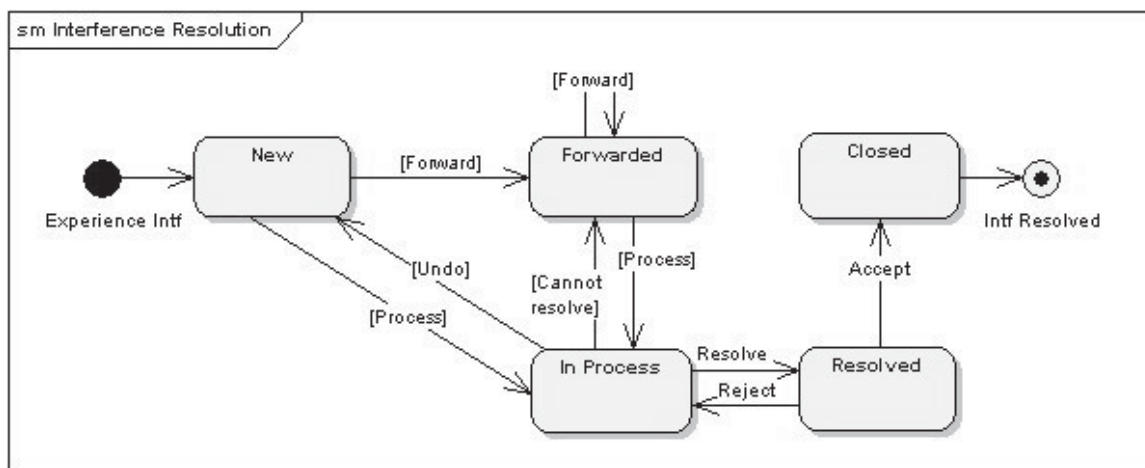 sm Interference Resolution
[Forward]
New
Forwarded
Closed
[Forward]
Experience Intf
Intf Resolved
[Undo]
[Cannot
resolve]
[Process]
Accept
[Process]
In Process
Resolve
Resolved
Reject